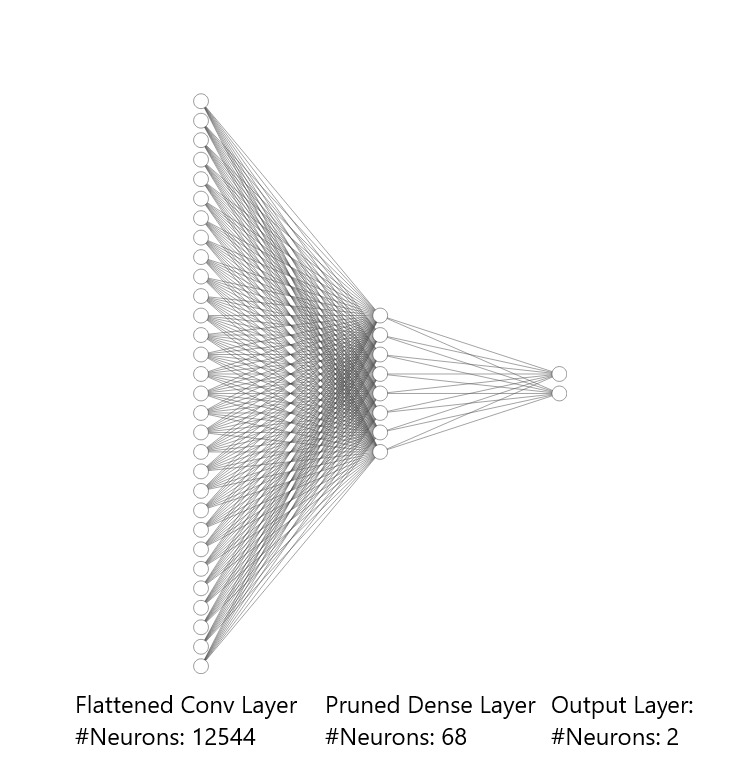 Flattened Conv Layer
#Neurons: 12544
Pruned Dense Layer
#Neurons: 68
Output Layer:
#Neurons: 2